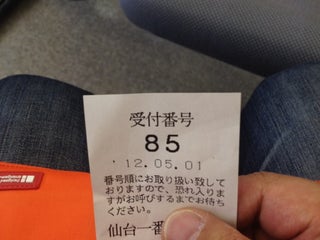 受付番号
85
12.05.01
番号順にお取り扱い致して
おりますので、恐れ入りま
すがお呼びするまでお待ち
ください。
仙台一番